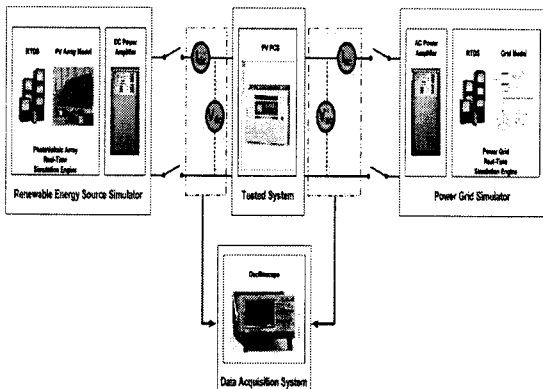 RTDS
PV Array Model
Photovoltaic Array
Real-Time
Simulation Engine
DC Power
Amplifier
Renewable Energy Source Simulator
PV PCS
Tested System
AC Power
Amplifier
RTDS
Grid Model
Power Grid
Real-Time
Simulation Engine
Power Grid Simulator
Oscilloscope
Data Acquisition System